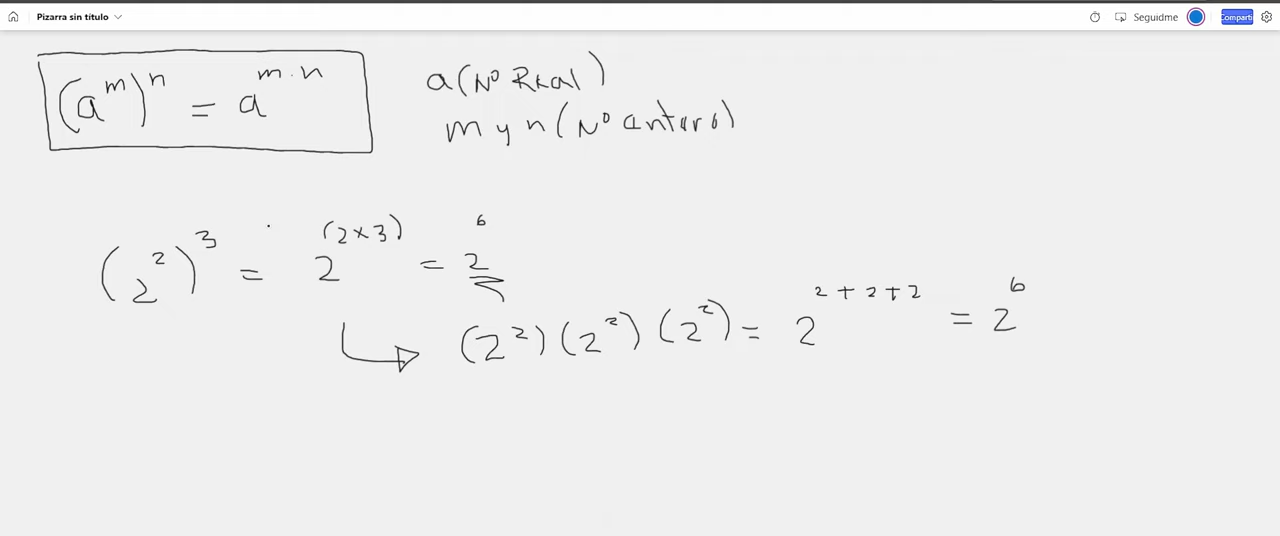 Pizarra sin título
Seguidme
Comparti
(a^m)^n = a^{m·n}
a (Nº Real)
m y n (Nº entero)
(2^2)^3 = 2^{(2×3)} = 2^6
(2^2)(2^2)(2^2) = 2^{2+2+2} = 2^6